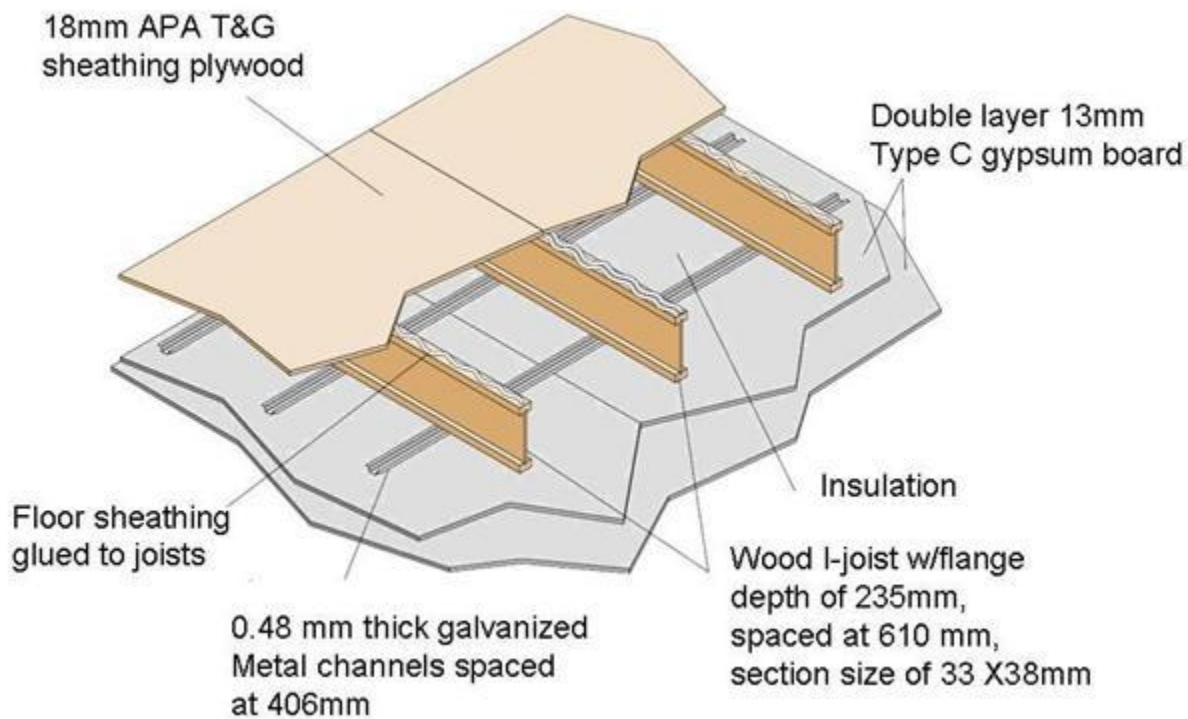 18mm APA T&G
sheathing plywood
Double layer 13mm
Type C gypsum board
Insulation
Floor sheathing
glued to joists
Wood I-joist w/flange
depth of 235mm,
spaced at 610 mm,
section size of 33 X38mm
0.48 mm thick galvanized
Metal channels spaced
at 406mm